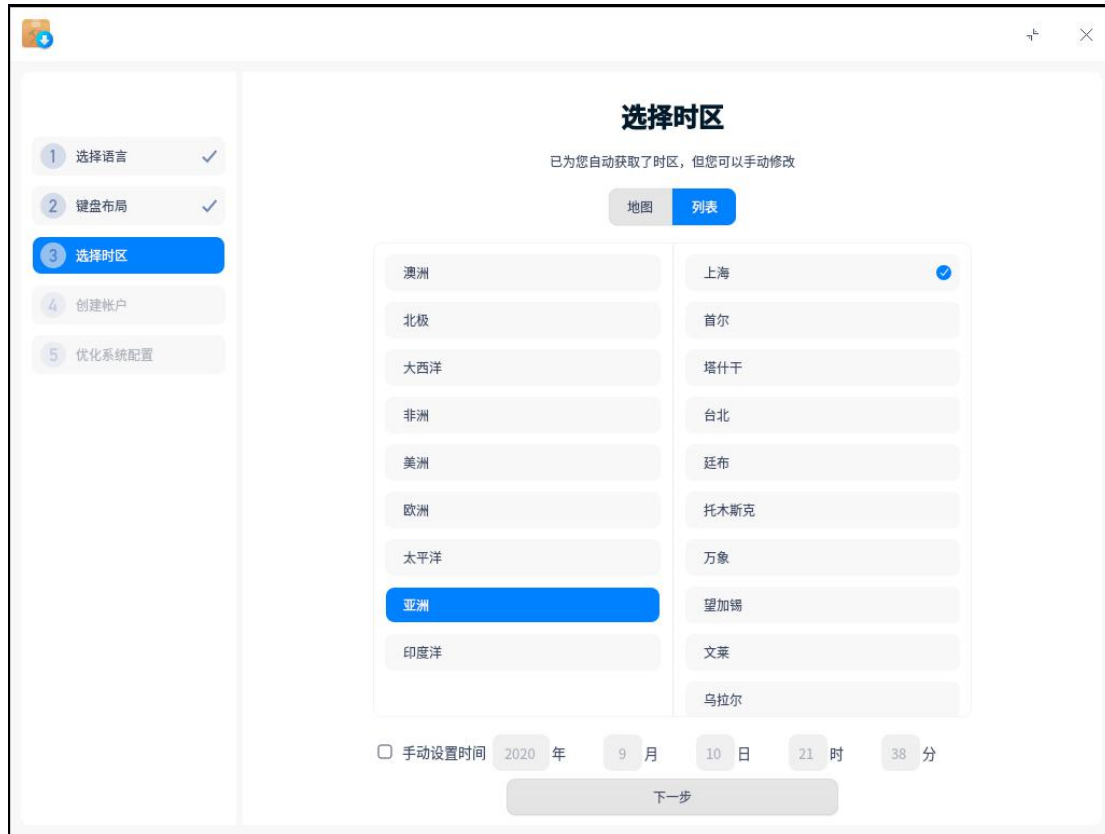 选择时区
已为您自动获取了时区，但您可以手动修改
地图 列表
1 选择语言
2 键盘布局
3 选择时区
4 创建帐户
5 优化系统配置
澳洲
北极
大西洋
非洲
美洲
欧洲
太平洋
亚洲
印度洋
上海
首尔
塔什干
台北
廷布
托木斯克
万象
望加锡
文莱
乌拉尔
手动设置时间 2020 年 9 月 10 日 21 时 38 分
下一步